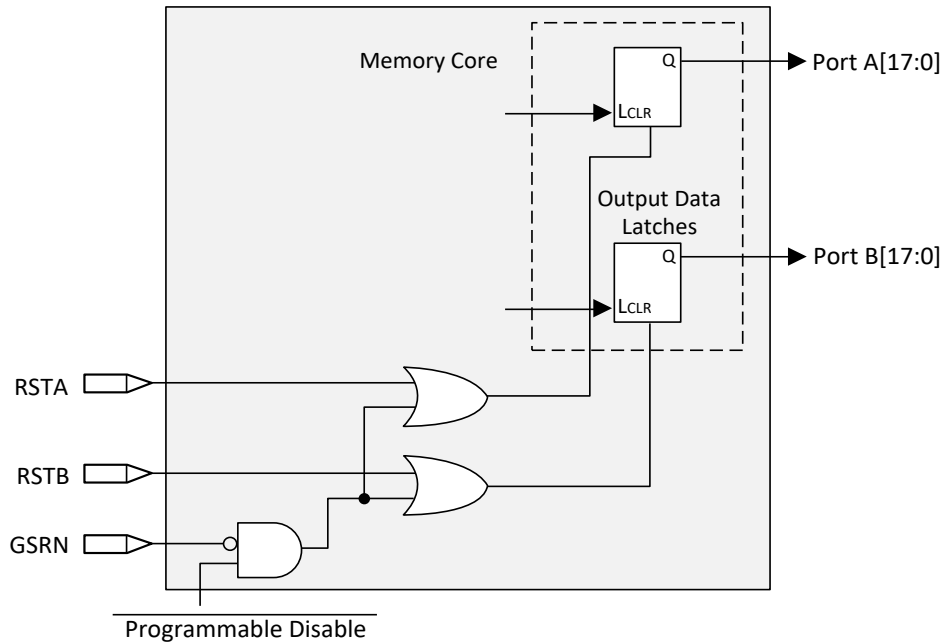 Memory Core
Q
Port A[17:0]
LCLR
Output Data
Latches
Q
Port B[17:0]
LCLR
RSTA
RSTB
GSRN
Programmable Disable